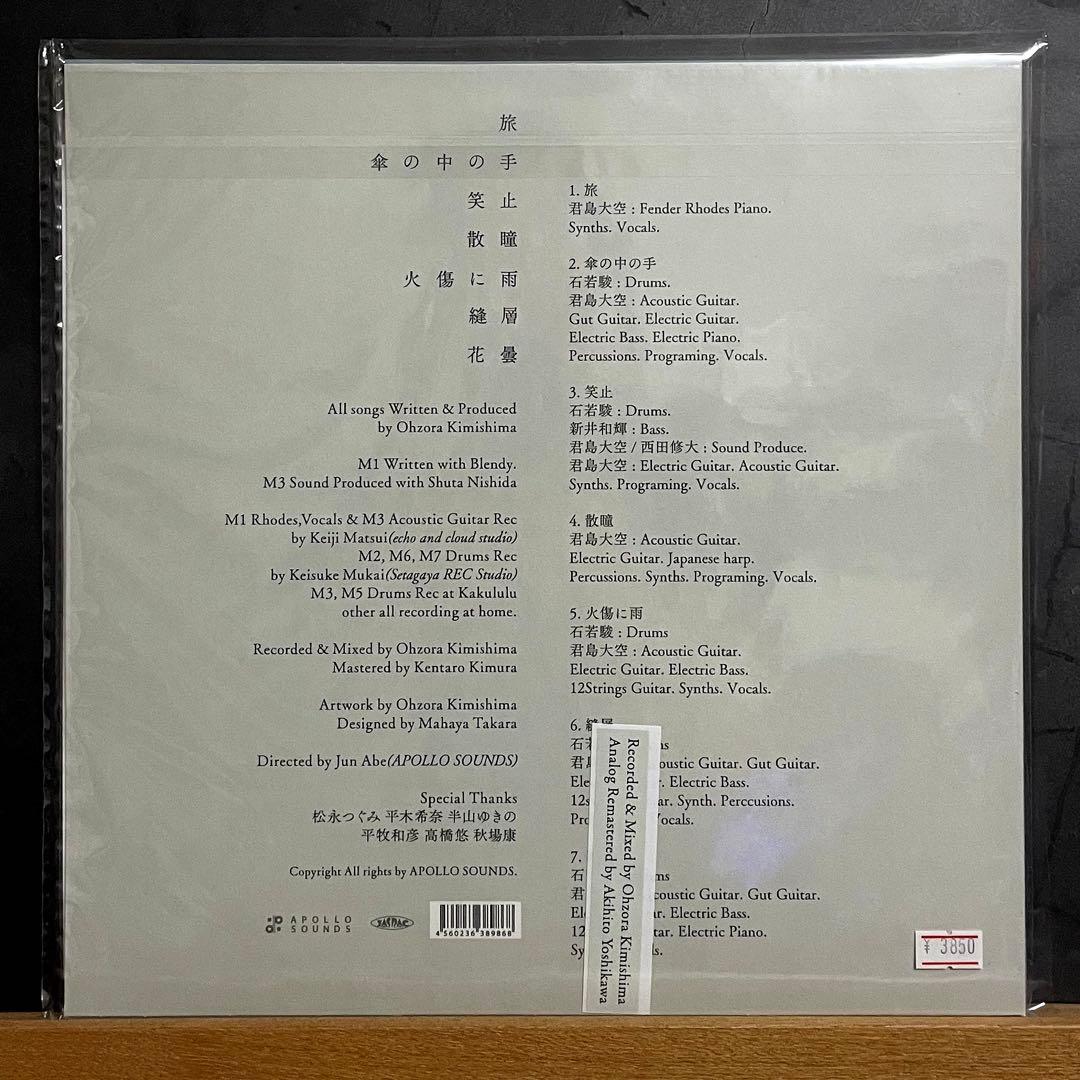 旅
傘の中の手
笑止
散瞳
火傷に雨
縫層
花曇
All songs Written & Produced
by Ohzora Kimishima
M1 Written with Blendy.
M3 Sound Produced with Shuta Nishida
M1 Rhodes,Vocals & M3 Acoustic Guitar Rec
by Keiji Matsui(echo and cloud studio)
M2, M6, M7 Drums Rec
by Keisuke Mukai(Setagaya REC Studio)
M3, M5 Drums Rec at Kakululu
other all recording at home.
Recorded & Mixed by Ohzora Kimishima
Mastered by Kentaro Kimura
Artwork by Ohzora Kimishima
Designed by Mahaya Takara
Directed by Jun Abe(APOLLO SOUNDS)
Special Thanks
松永つぐみ 平木希奈 半山ゆきの
平牧和彦 高橋悠 秋場康
Copyright All rights by APOLLO SOUNDS.
APOLLO
SOUNDS
4 560236 389868
1. 旅
君島大空 : Fender Rhodes Piano.
Synths. Vocals.
2. 傘の中の手
石若駿 : Drums.
君島大空 : Acoustic Guitar.
Gut Guitar. Electric Guitar.
Electric Bass. Electric Piano.
Percussions. Programing. Vocals.
3. 笑止
石若駿 : Drums.
新井和輝 : Bass.
君島大空 / 西田修大 : Sound Produce.
君島大空 : Electric Guitar. Acoustic Guitar.
Synths. Programing. Vocals.
4. 散瞳
君島大空 : Acoustic Guitar.
Electric Guitar. Japanese harp.
Percussions. Synths. Programing. Vocals.
5. 火傷に雨
石若駿 : Drums
君島大空 : Acoustic Guitar.
Electric Guitar. Electric Bass.
12Strings Guitar. Synths. Vocals.
6. 縫層
Guitar. Gut Guitar.
Electric Bass.
Synth. Perccusions.
7.
Guitar. Gut Guitar.
Electric Bass.
Electric Piano.
Recorded & Mixed by Ohzora Kimishima
Analog Remastered by Akihito Yoshikawa
¥ 3850